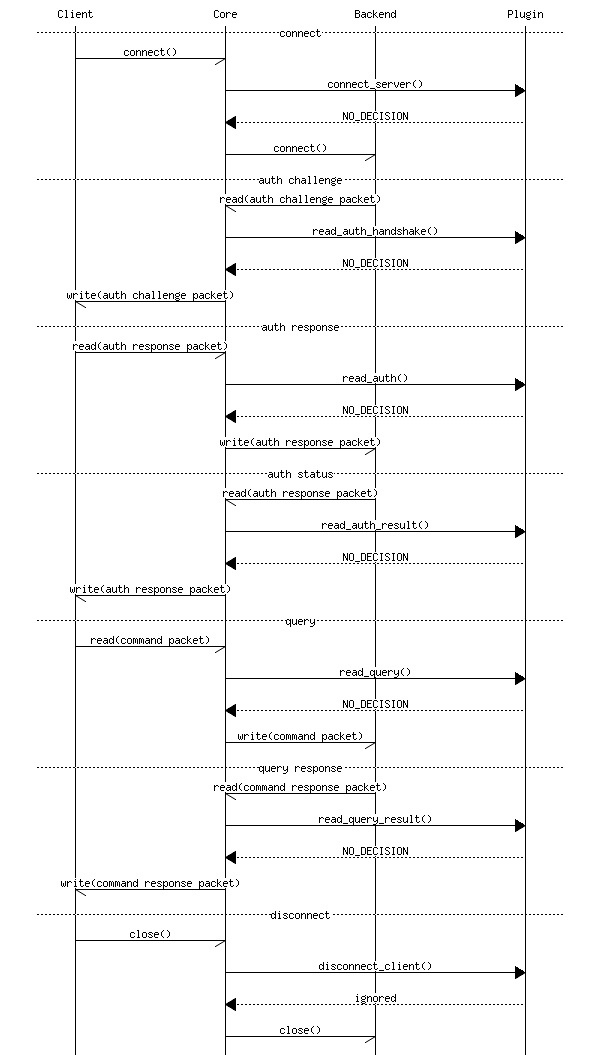 Client Core Backend Plugin
connect
connect()
connect_server()
NO_DECISION
connect()
auth challenge
read(auth challenge packet)
read_auth_handshake()
NO_DECISION
write(auth challenge packet)
auth response
read(auth response packet)
read_auth()
NO_DECISION
write(auth response packet)
auth status
read(auth response packet)
read_auth_result()
NO_DECISION
write(auth response packet)
query
read(command packet)
read_query()
NO_DECISION
write(command packet)
query response
read(command response packet)
read_query_result()
NO_DECISION
write(command response packet)
disconnect
close()
disconnect_client()
ignored
close()